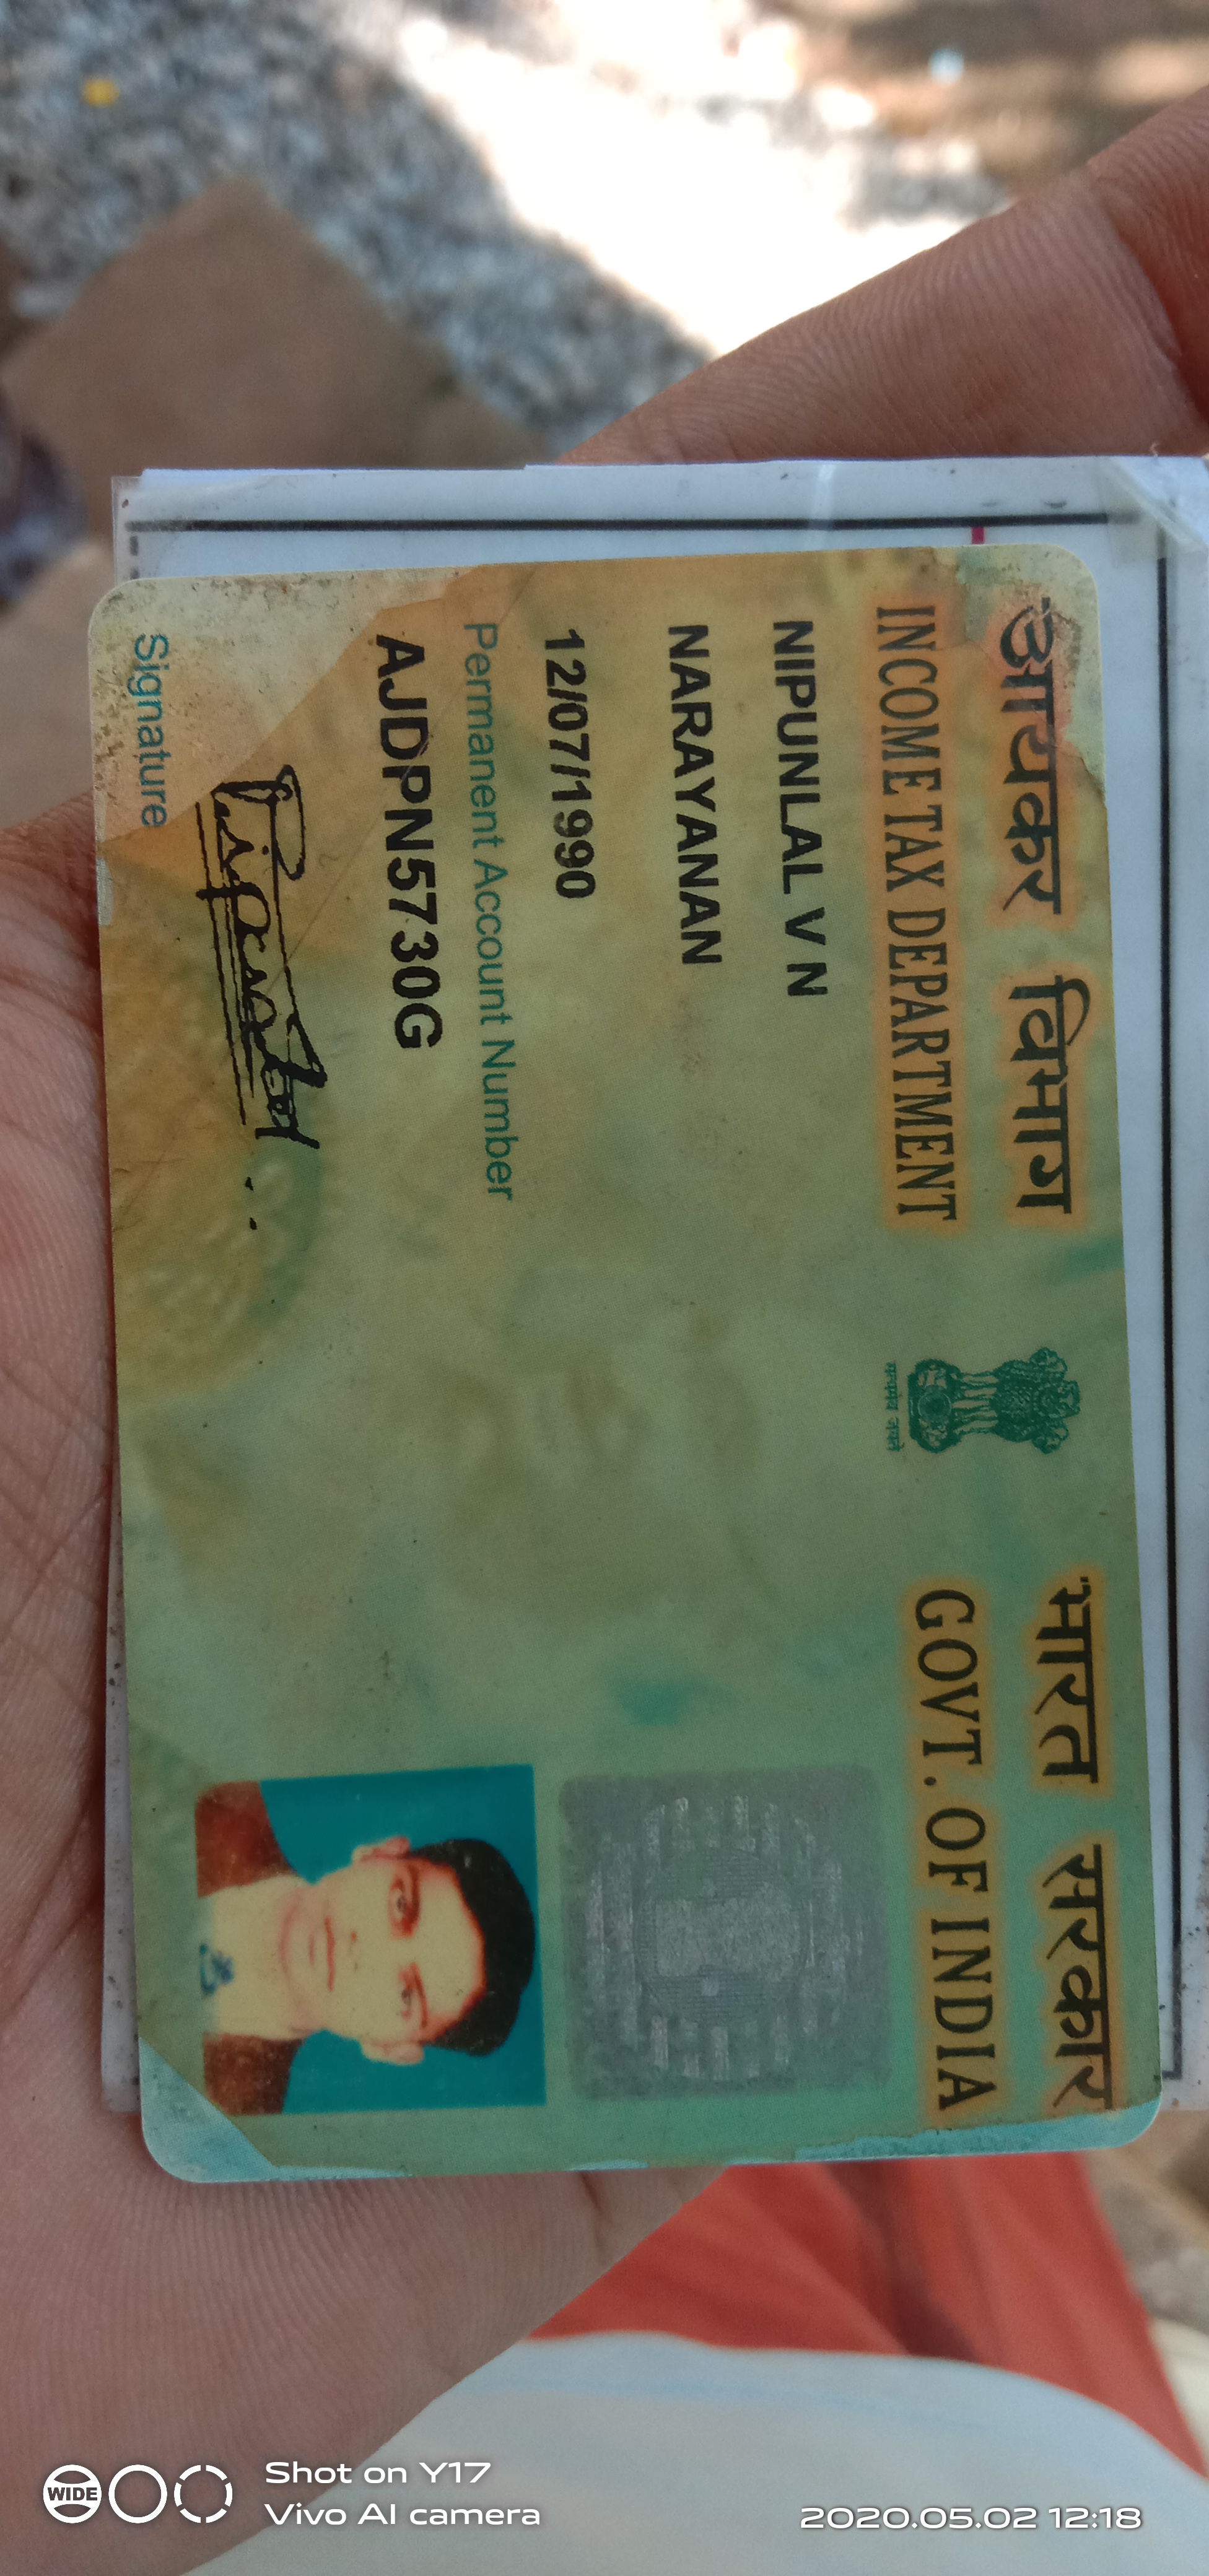 आयकर विभाग
INCOME TAX DEPARTMENT
सत्यमेव जयते
भारत सरकार
GOVT. OF INDIA
NIPUNLAL V N
NARAYANAN
12/07/1990
Permanent Account Number
AJDPN5730G
Signature
WIDE
Shot on Y17
Vivo AI camera
2020.05.02 12:18